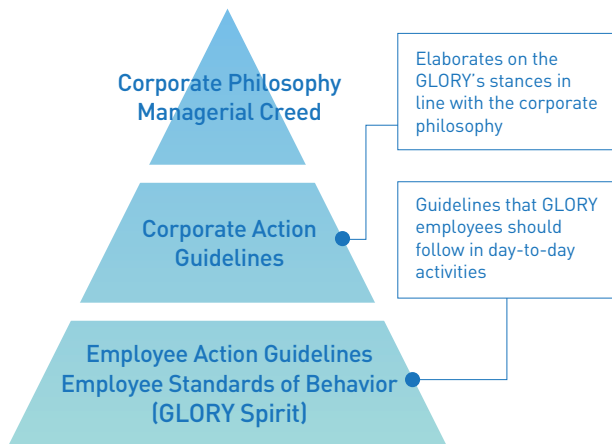 Corporate Philosophy
Managerial Creed
Elaborates on the
GLORY's stances in
line with the corporate
philosophy
Corporate Action
Guidelines
Guidelines that GLORY
employees should
follow in day-to-day
activities
Employee Action Guidelines
Employee Standards of Behavior
(GLORY Spirit)